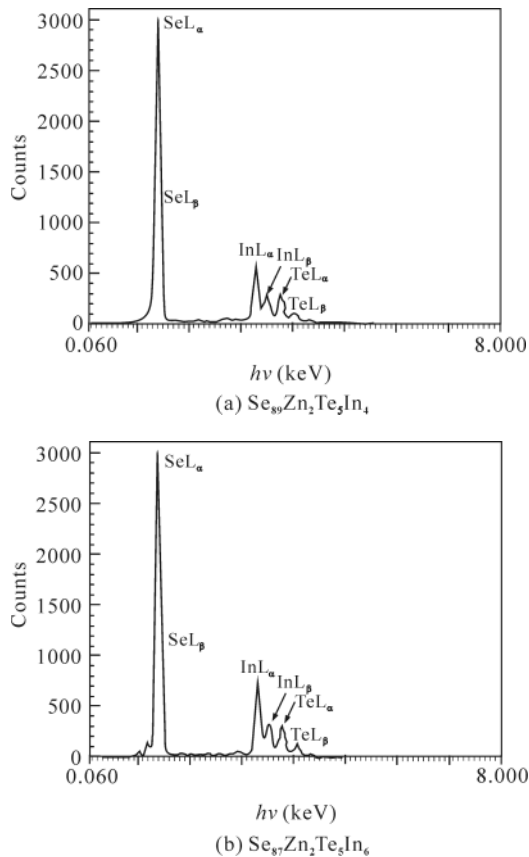 3000
2500
2000
1500
1000
500
0
Counts
SeLα
SeLβ
InLα
InLβ
TeLα
TeLβ
0.060
8.000
hν (keV)
(a) Se₈₉Zn₂Te₅In₄
3000
2500
2000
1500
1000
500
0
Counts
SeLα
SeLβ
InLα
InLβ
TeLα
TeLβ
0.060
8.000
hν (keV)
(b) Se₈₇Zn₂Te₅In₆